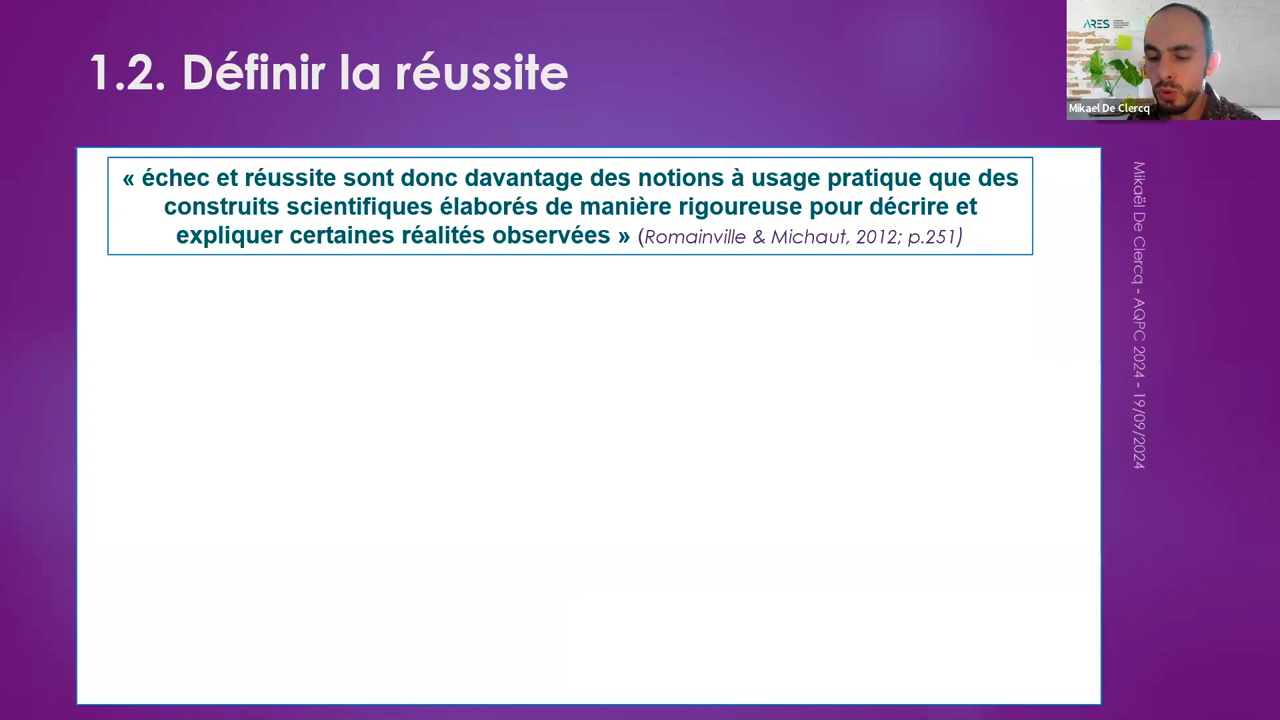 1.2. Définir la réussite
ARES
Mikael De Clercq
« échec et réussite sont donc davantage des notions à usage pratique que des
construits scientifiques élaborés de manière rigoureuse pour décrire et
expliquer certaines réalités observées » (Romainville & Michaut, 2012; p.251)
Mikaël De Clercq - AQPC 2024 - 19/09/2024